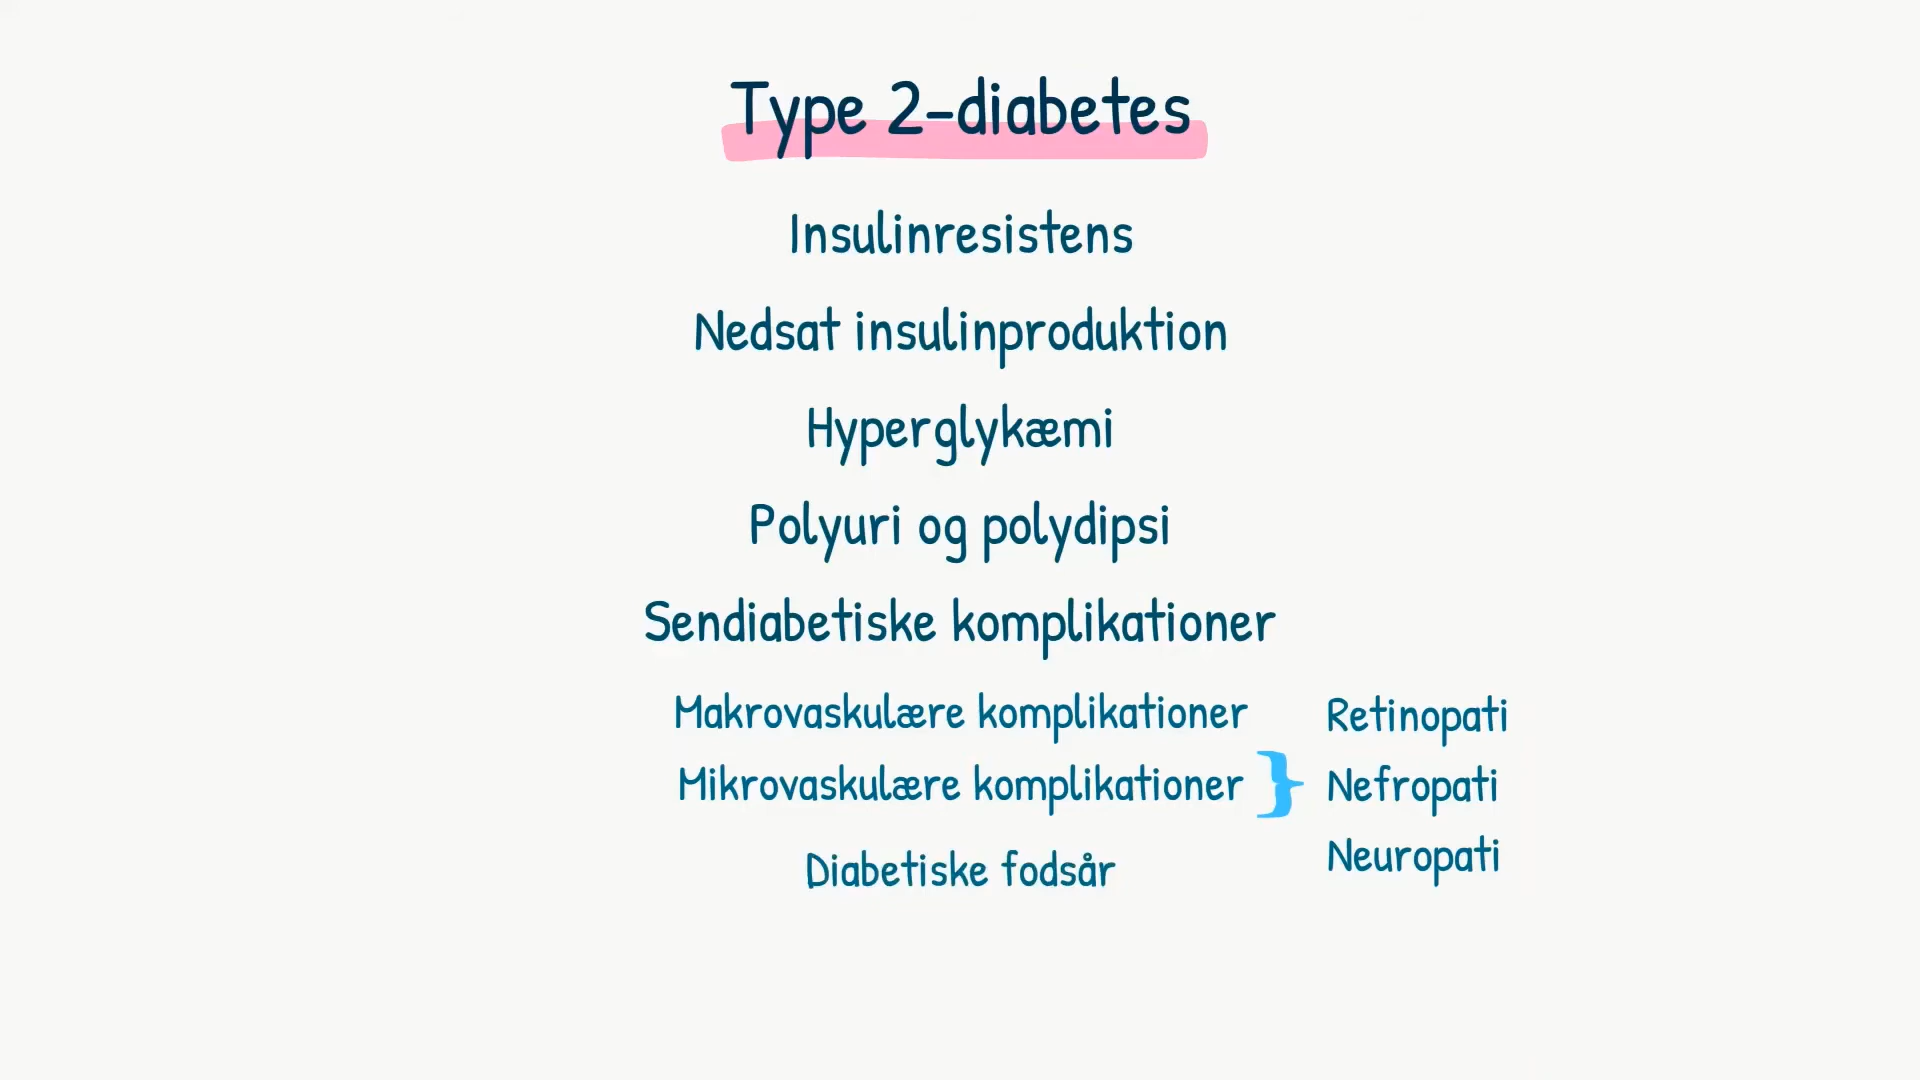 Type 2-diabetes
Insulinresistens
Nedsat insulinproduktion
Hyperglykæmi
Polyuri og polydipsi
Sendiabetiske komplikationer
Makrovaskulære komplikationer
Mikrovaskulære komplikationer }
Retinopati
Nefropati
Neuropati
Diabetiske fodsår